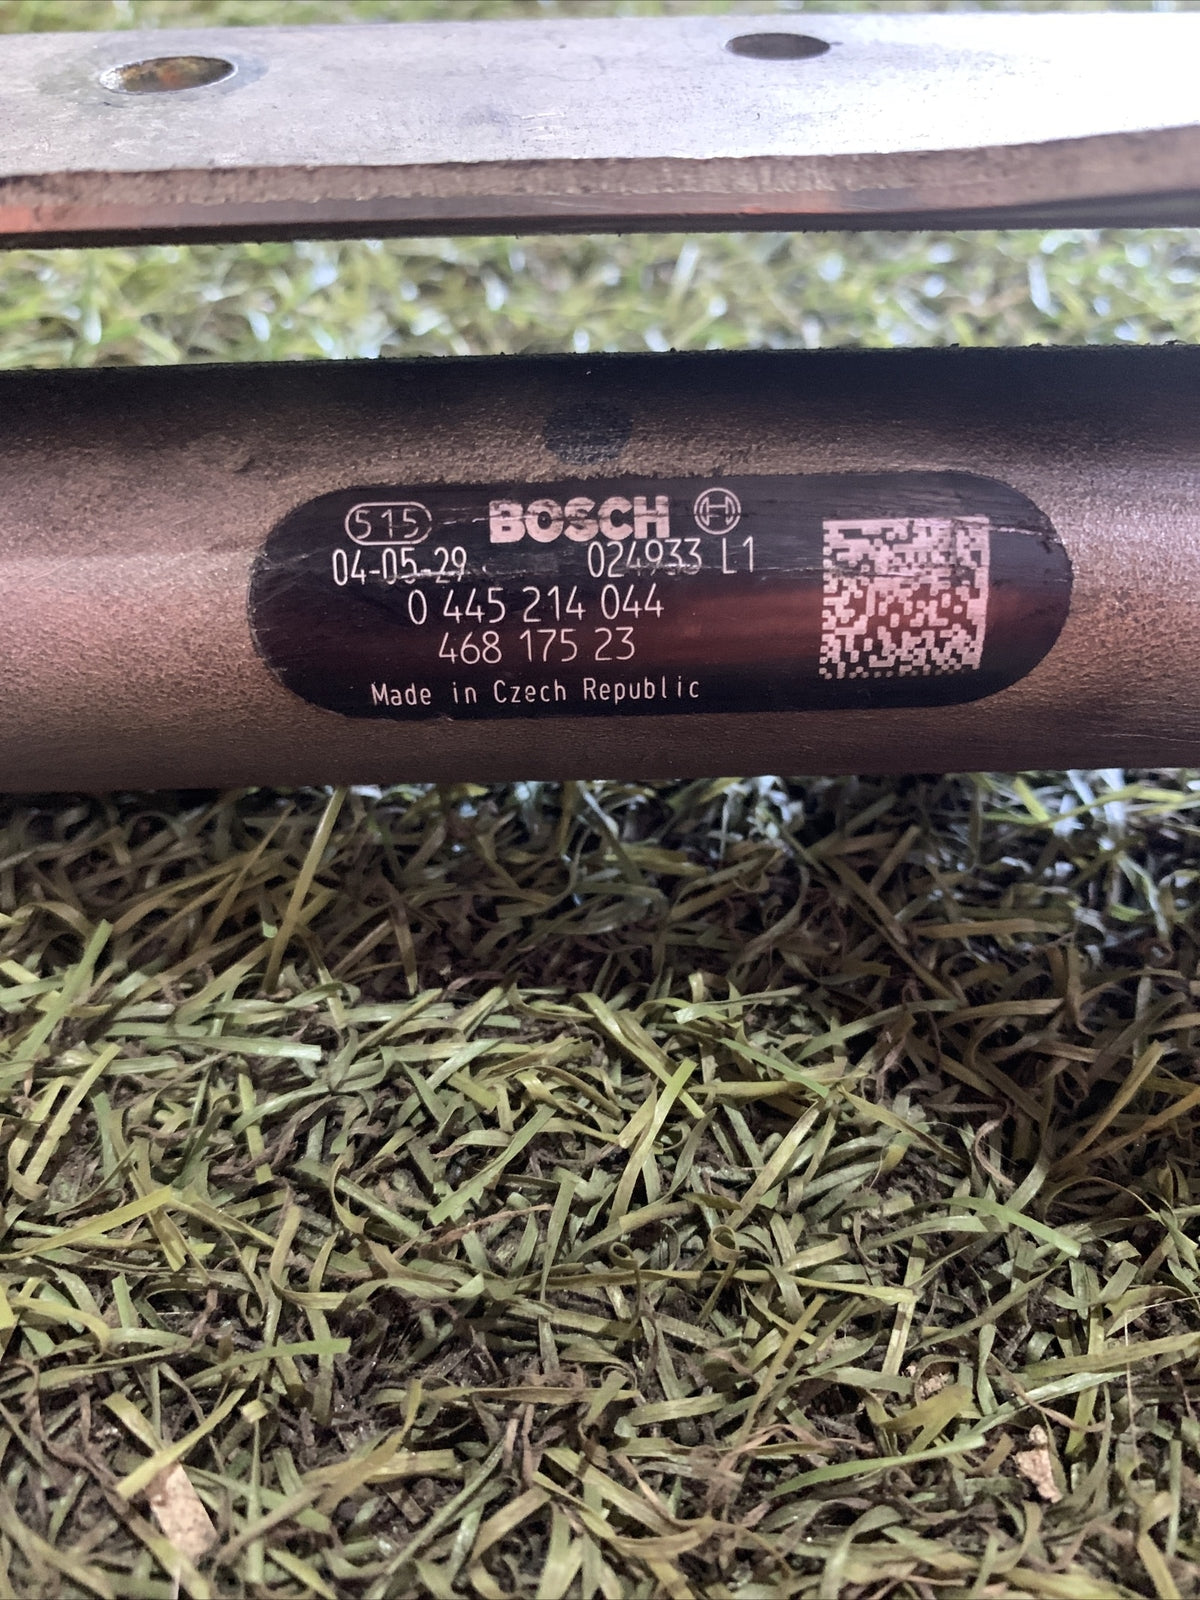 515 BOSCH
04-05-29 024933 L1
0 445 214 044
468 175 23
Made in Czech Republic